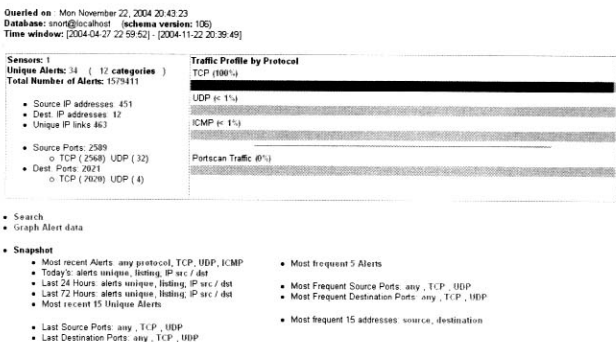 Queried on : Mon November 22, 2004 20:43:23
Database: snort@localhost (schema version: 106)
Time window: [2004-04-27 22:59:52] - [2004-11-22 20:39:49]
Sensors: 1
Unique Alerts: 34 ( 12 categories )
Total Number of Alerts: 1579411
• Source IP addresses: 451
• Dest. IP addresses: 12
• Unique IP links 463
• Source Ports: 2589
o TCP ( 2568) UDP ( 32)
• Dest. Ports: 2021
o TCP ( 2020) UDP ( 4)
Traffic Profile by Protocol
TCP (100%)
UDP (< 1%)
ICMP (< 1%)
Portscan Traffic (0%)
• Search
• Graph Alert data
• Snapshot
• Most recent Alerts: any protocol, TCP, UDP, ICMP
• Today's: alerts unique, listing; IP src / dst
• Last 24 Hours: alerts unique, listing; IP src / dst
• Last 72 Hours: alerts unique, listing; IP src / dst
• Most recent 15 Unique Alerts
• Last Source Ports: any , TCP , UDP
• Last Destination Ports: any , TCP , UDP
• Most frequent 5 Alerts
• Most Frequent Source Ports: any , TCP , UDP
• Most Frequent Destination Ports: any , TCP , UDP
• Most frequent 15 addresses: source, destination